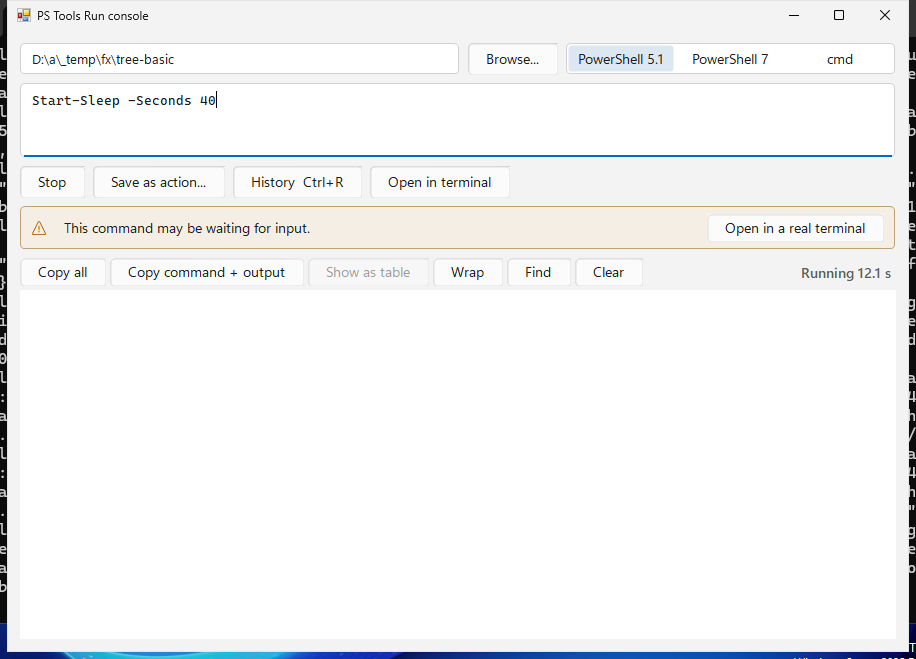 PS Tools Run console
D:\a\_temp\fx\tree-basic Browse... PowerShell 5.1 PowerShell 7 cmd
Start-Sleep -Seconds 40
Stop Save as action... History Ctrl+R Open in terminal
This command may be waiting for input. Open in a real terminal
Copy all Copy command + output Show as table Wrap Find Clear Running 12.1 s